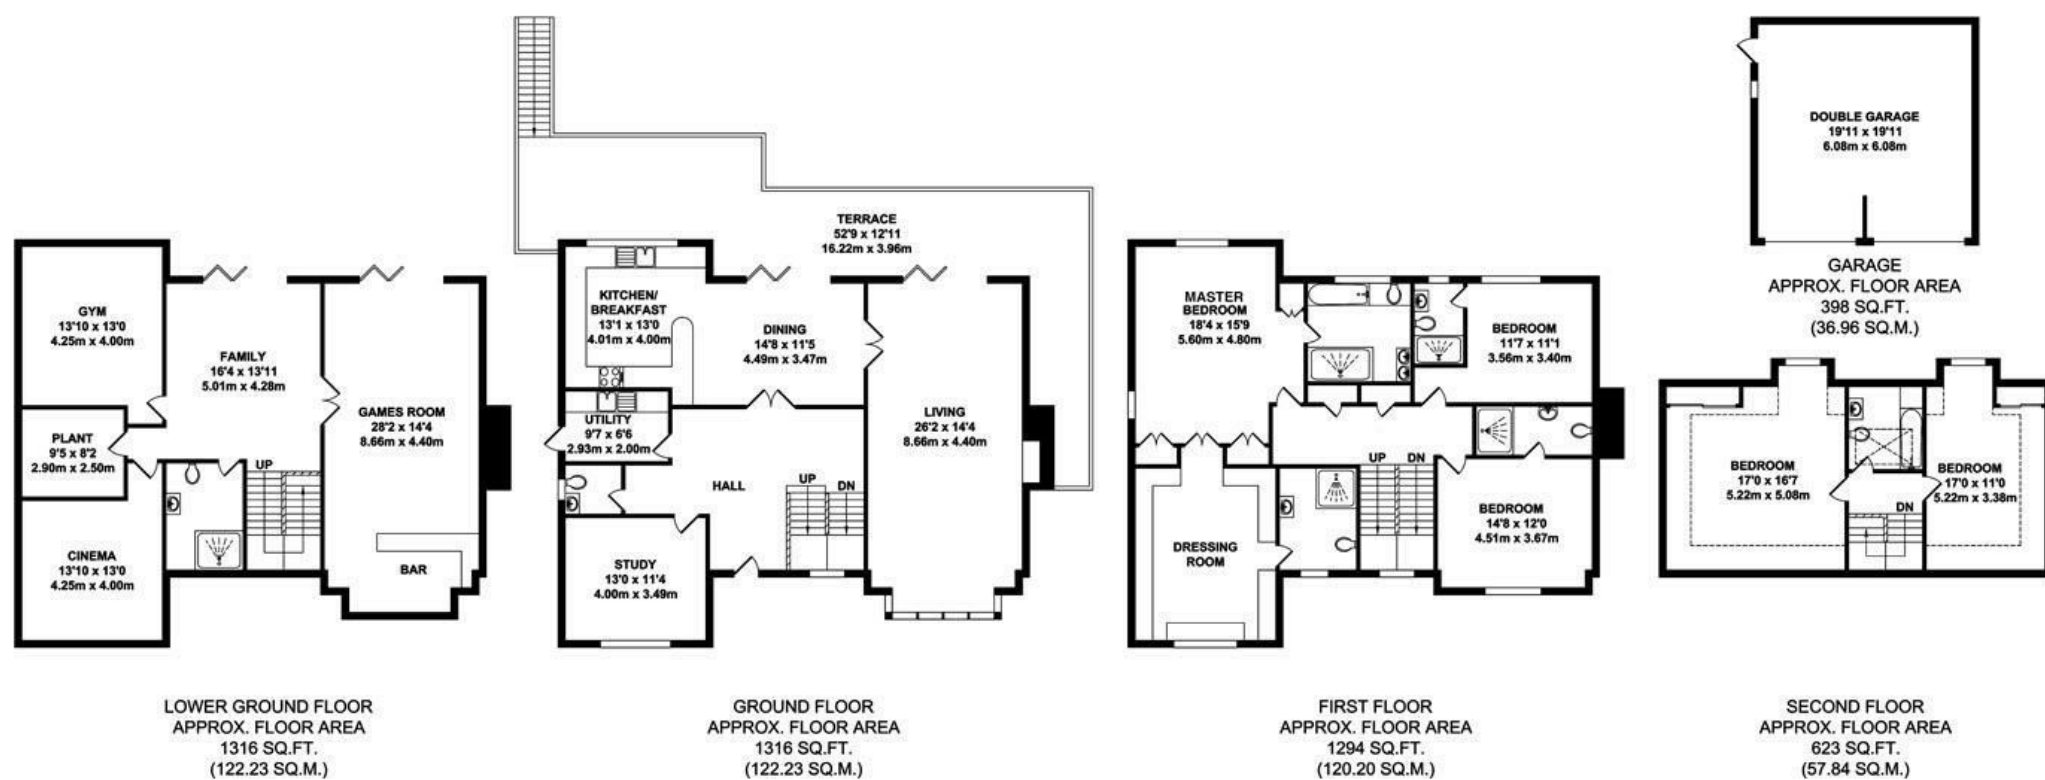 GYM
13'10 x 13'0
4.25m x 4.00m
FAMILY
16'4 x 13'11
5.01m x 4.28m
GAMES ROOM
28'2 x 14'4
8.66m x 4.40m
PLANT
9'5 x 8'2
2.90m x 2.50m
UP
CINEMA
13'10 x 13'0
4.25m x 4.00m
BAR
LOWER GROUND FLOOR
APPROX. FLOOR AREA
1316 SQ.FT.
(122.23 SQ.M.)
TERRACE
52'9 x 12'11
16.22m x 3.96m
KITCHEN/
BREAKFAST
13'1 x 13'0
4.01m x 4.00m
DINING
14'8 x 11'5
4.49m x 3.47m
UTILITY
9'7 x 6'6
2.93m x 2.00m
LIVING
26'2 x 14'4
8.66m x 4.40m
HALL
UP
DN
STUDY
13'0 x 11'4
4.00m x 3.49m
GROUND FLOOR
APPROX. FLOOR AREA
1316 SQ.FT.
(122.23 SQ.M.)
MASTER
BEDROOM
18'4 x 15'9
5.60m x 4.80m
BEDROOM
11'7 x 11'1
3.56m x 3.40m
UP
DN
DRESSING
ROOM
BEDROOM
14'8 x 12'0
4.51m x 3.67m
FIRST FLOOR
APPROX. FLOOR AREA
1294 SQ.FT.
(120.20 SQ.M.)
DOUBLE GARAGE
19'11 x 19'11
6.08m x 6.08m
GARAGE
APPROX. FLOOR AREA
398 SQ.FT.
(36.96 SQ.M.)
BEDROOM
17'0 x 16'7
5.22m x 5.08m
BEDROOM
17'0 x 11'0
5.22m x 3.38m
DN
SECOND FLOOR
APPROX. FLOOR AREA
623 SQ.FT.
(57.84 SQ.M.)